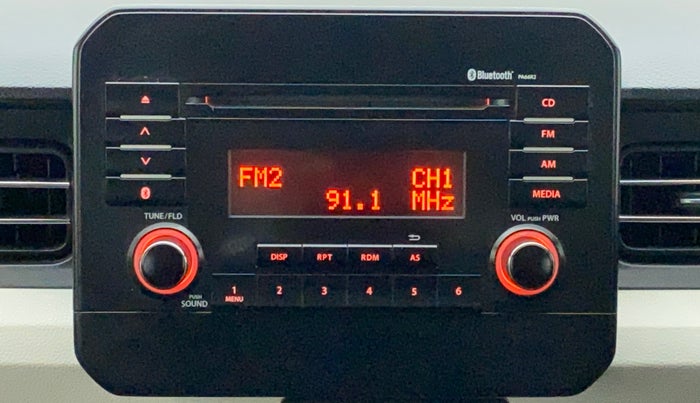 Bluetooth® PA66R2
CD
FM
AM
MEDIA
FM2 CH1
91.1 MHz
TUNE/FLD
VOL PUSH PWR
DISP RPT RDM AS
PUSH
SOUND
1 2 3 4 5 6
MENU